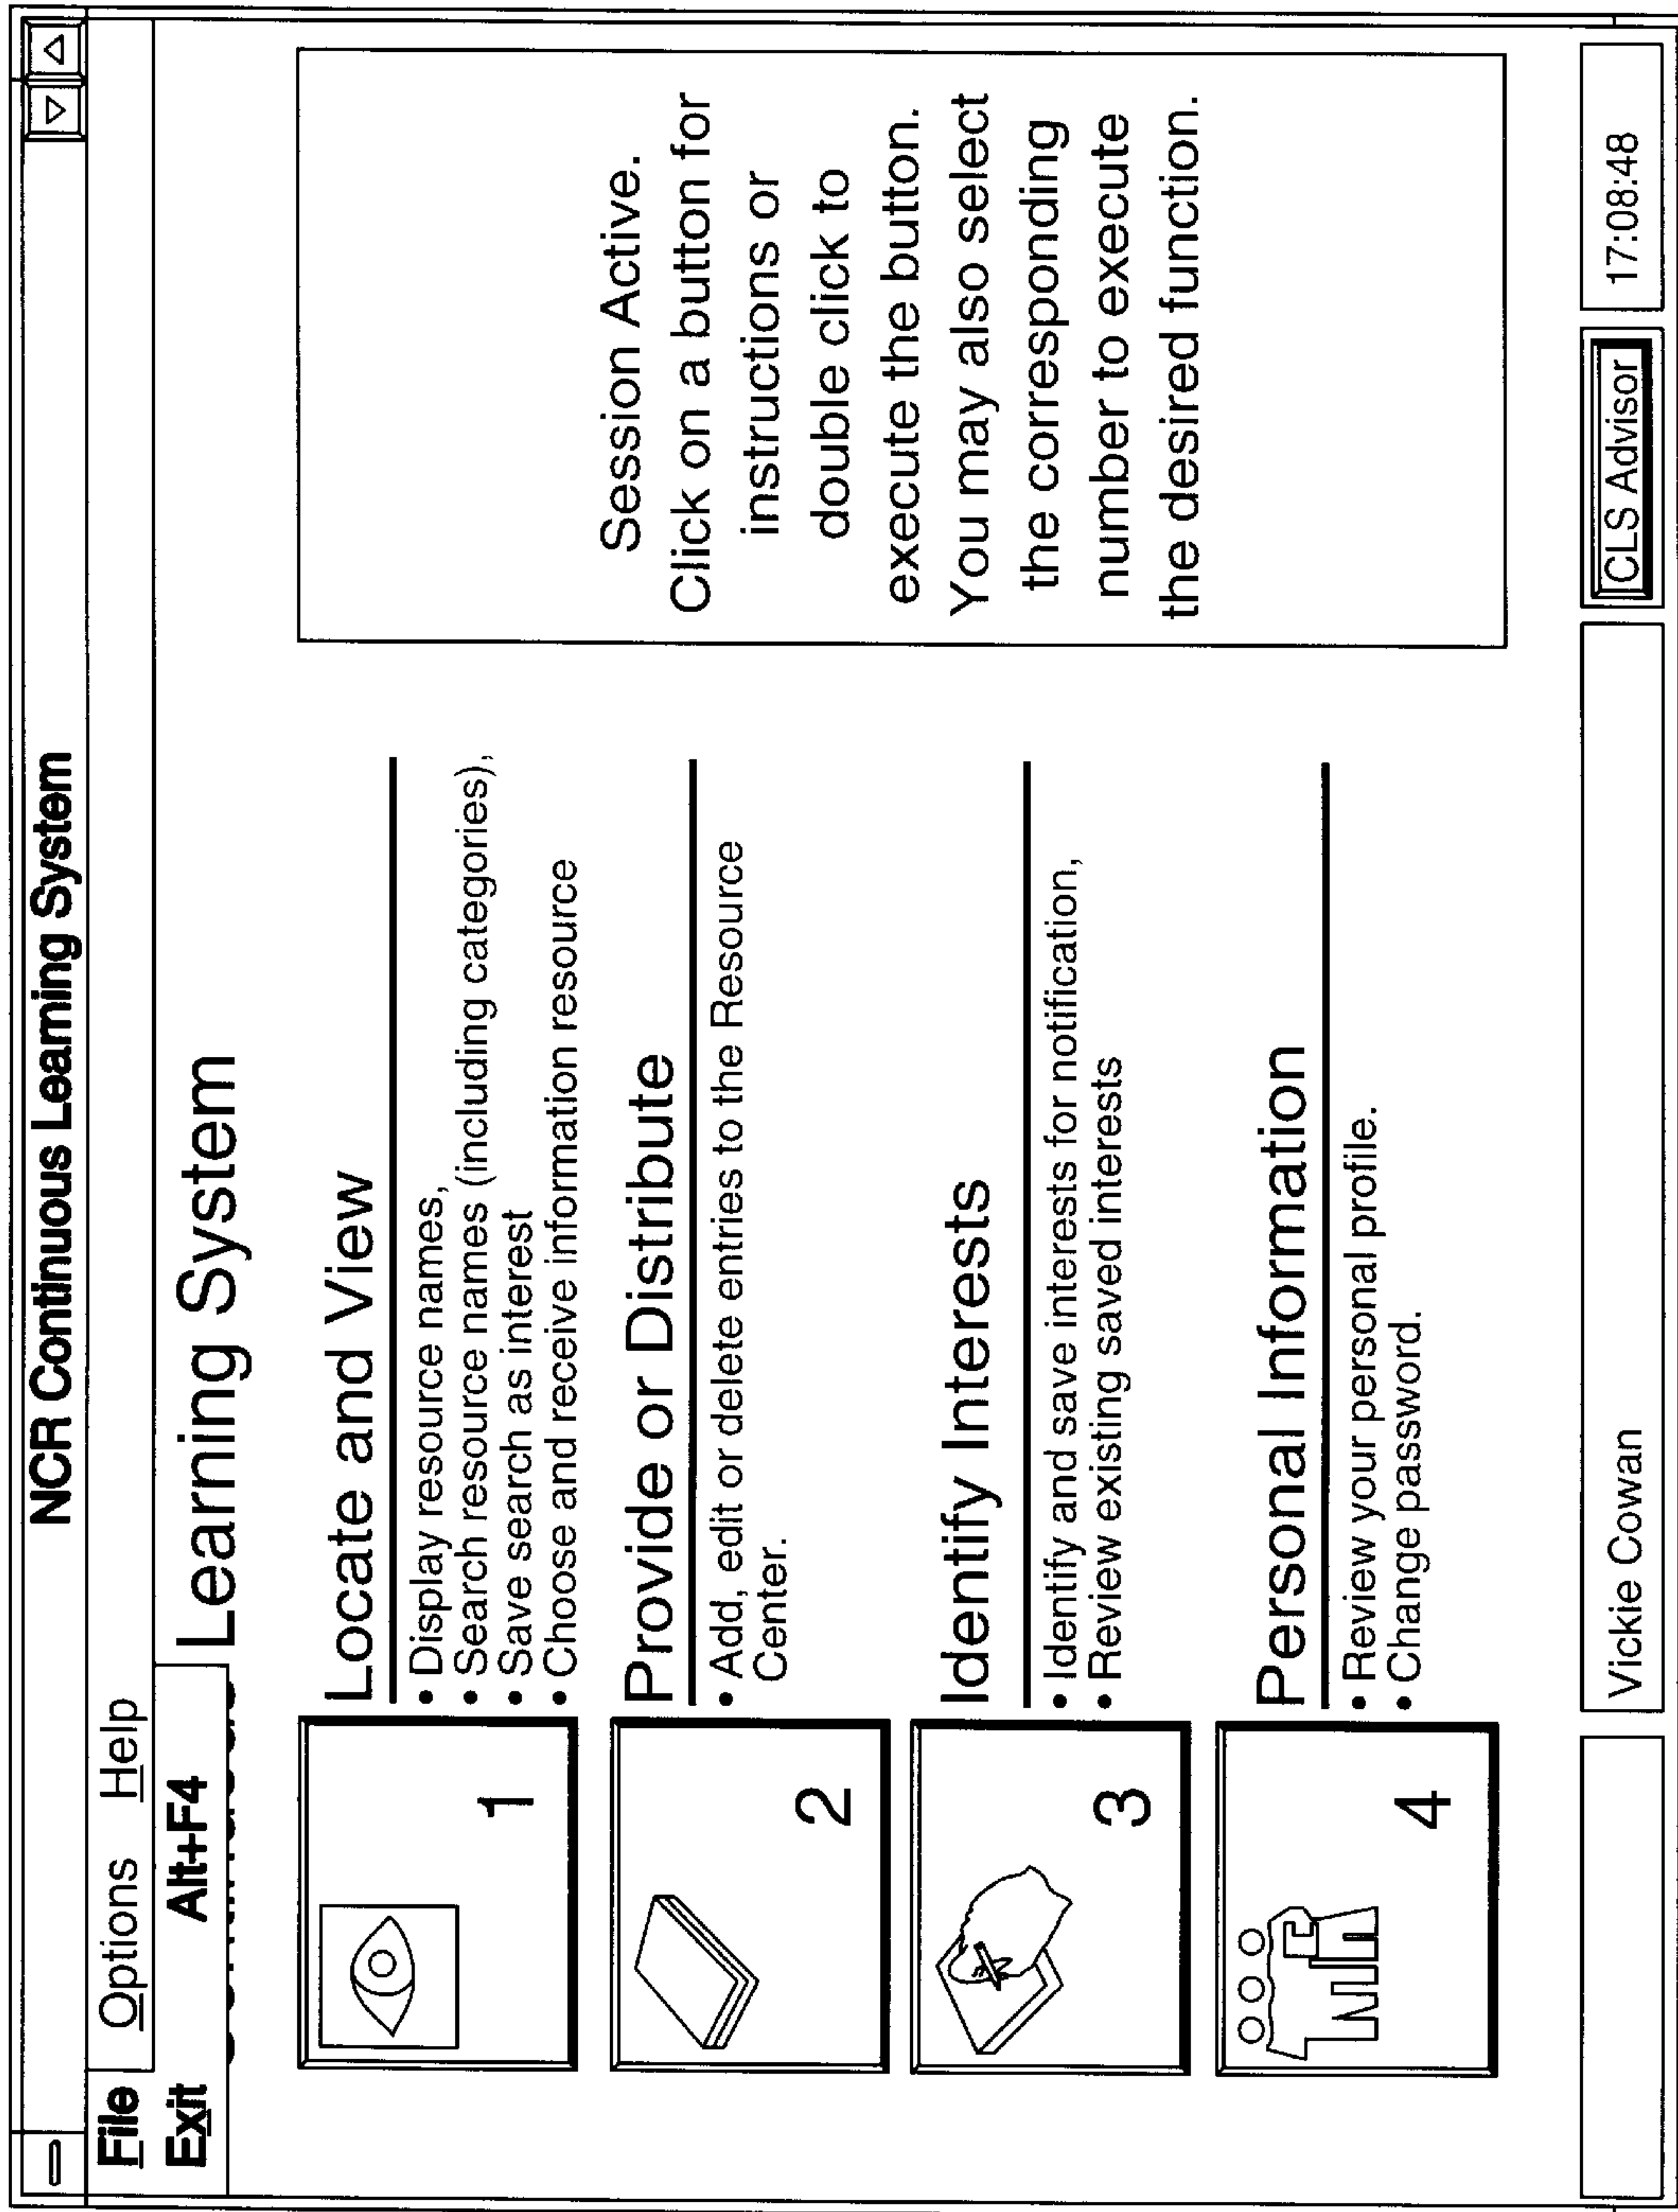 NCR Continuous Learning System
File Options Help
Exit Alt+F4
Learning System
1
Locate and View
• Display resource names,
• Search resource names (including categories),
• Save search as interest
• Choose and receive information resource
2
Provide or Distribute
• Add, edit or delete entries to the Resource
Center.
3
Identify Interests
• Identify and save interests for notification,
• Review existing saved interests
4
Personal Information
• Review your personal profile.
• Change password.
Session Active.
Click on a button for
instructions or
double click to
execute the button.
You may also select
the corresponding
number to execute
the desired function.
Vickie Cowan
CLS Advisor
17:08:48